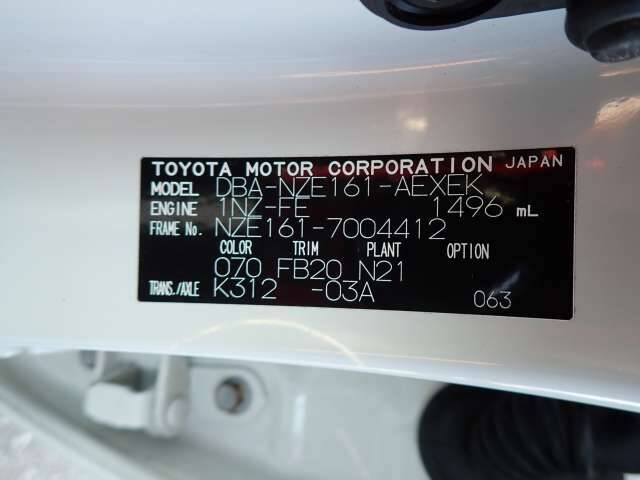 TOYOTA MOTOR CORPORATION JAPAN
MODEL DBA-NZE161-AEXEK
ENGINE 1NZ-FE 1496 mL
FRAME No. NZE161-7004412
COLOR TRIM PLANT OPTION
070 FB20 N21
TRANS./AXLE K312 -03A 063